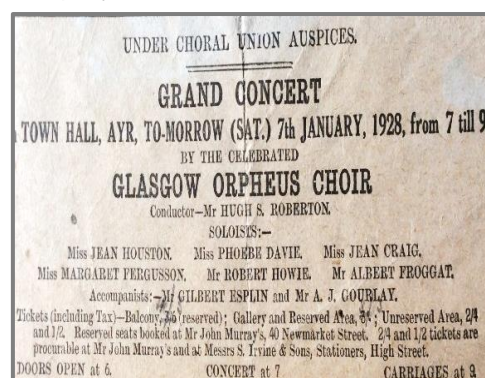 UNDER CHORAL UNION AUSPICES.
GRAND CONCERT
TOWN HALL, AYR, TO-MORROW (SAT.) 7th JANUARY, 1928, from 7 till 9
BY THE CELEBRATED
GLASGOW ORPHEUS CHOIR
Conductor—Mr HUGH S. ROBERTON.
SOLOISTS:—
Miss JEAN HOUSTON. Miss PHOEBE DAVIE. Miss JEAN CRAIG.
Miss MARGARET FERGUSSON. Mr ROBERT HOWIE. Mr ALBERT FROGGAT.
Accompanists:—Mr GILBERT ESPLIN and Mr A. J. GOURLAY.
Tickets (including Tax)—Balcony, (reserved); Gallery and Reserved Area, ; Unreserved Area, 2/4
and 1/2. Reserved seats booked at Mr John Murray's, 40 Newmarket Street. 2/4 and 1/2 tickets are
procurable at Mr John Murray's and at Messrs S. Irvine & Sons, Stationers, High Street.
DOORS OPEN at 6. CONCERT at 7 CARRIAGES at 9.